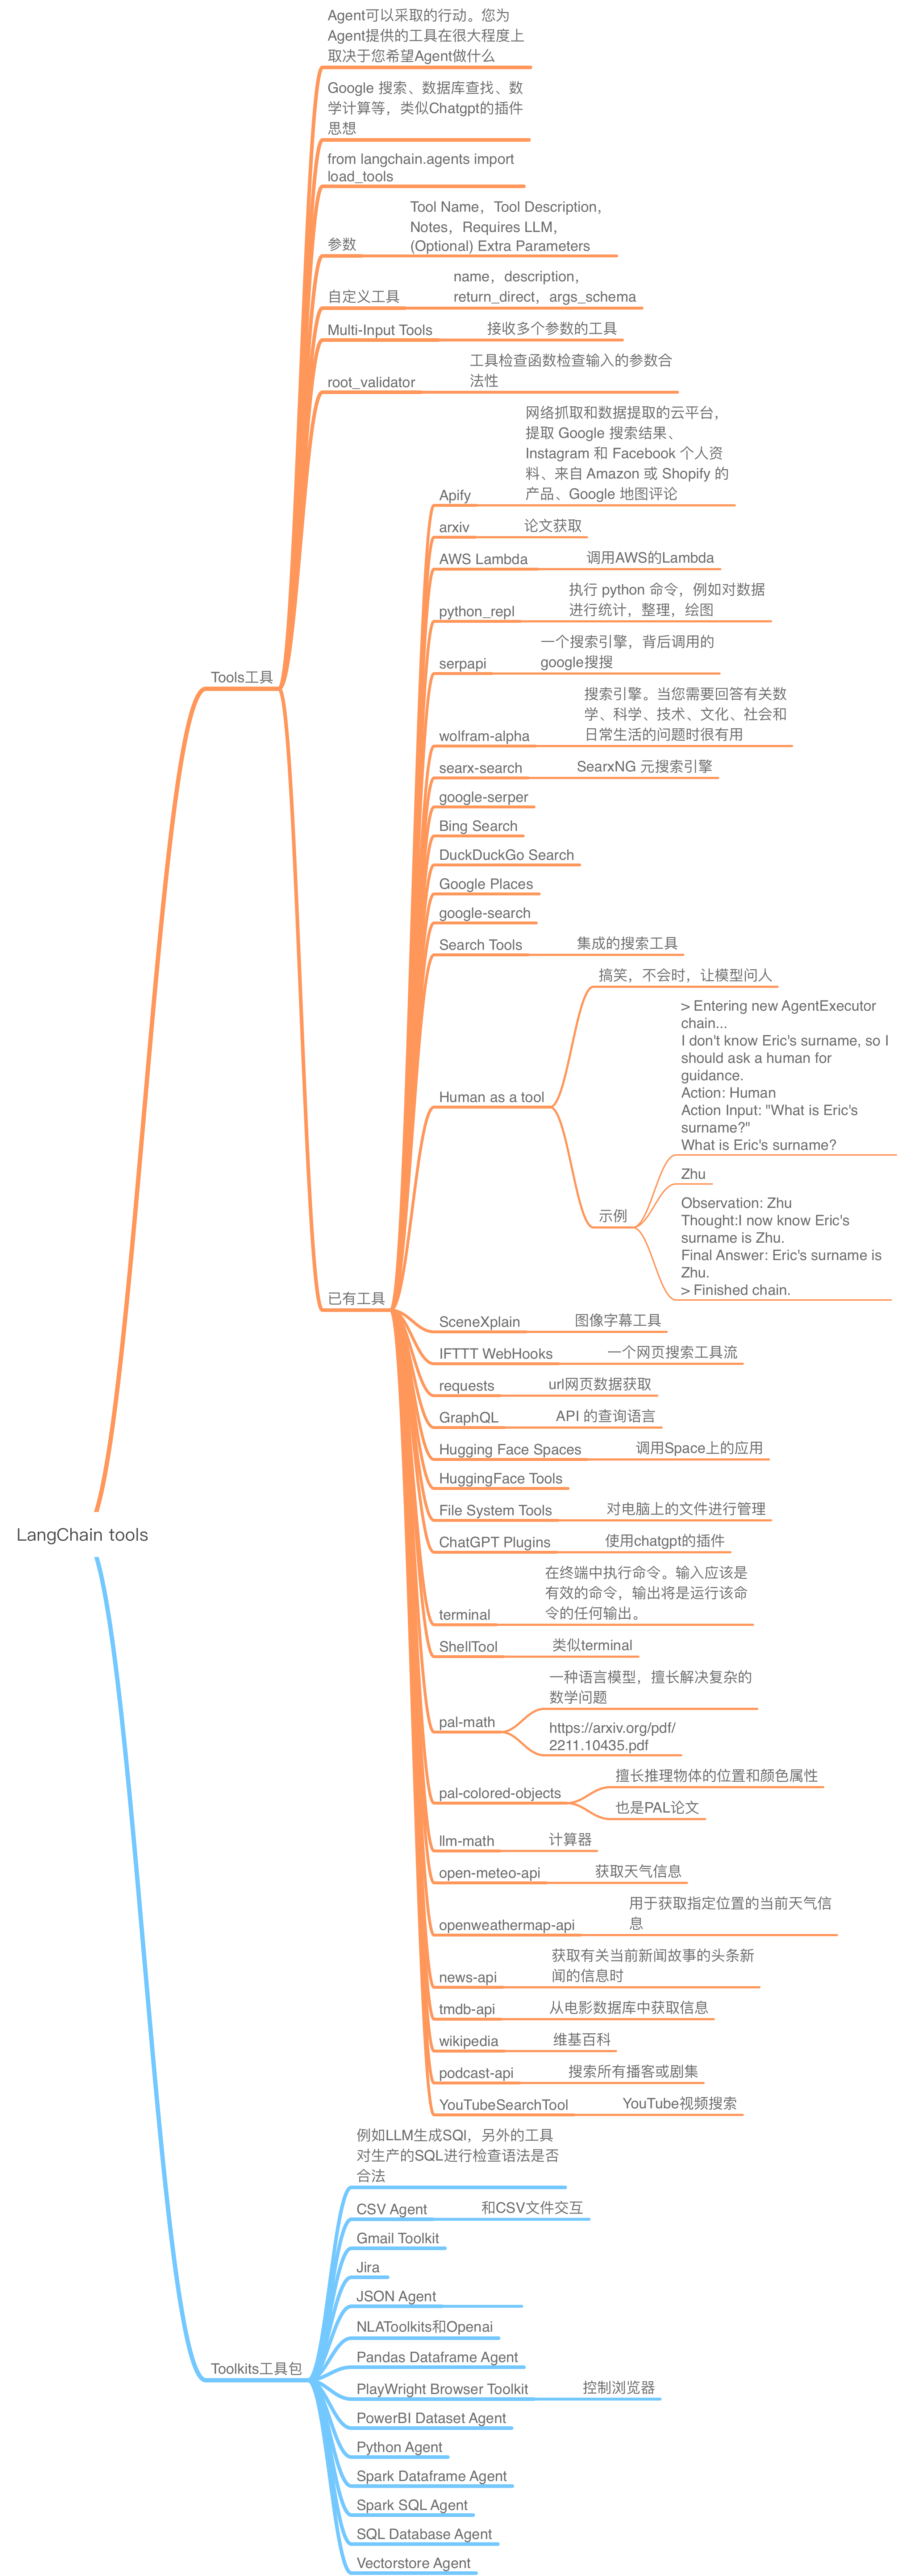 Agent可以采取的行动。您为
Agent提供的工具在很大程度上
取决于您希望Agent做什么
Google 搜索、数据库查找、数
学计算等，类似Chatgpt的插件
思想
from langchain.agents import
load_tools
参数
Tool Name，Tool Description，
Notes，Requires LLM，
(Optional) Extra Parameters
自定义工具
name，description，
return_direct，args_schema
Multi-Input Tools
接收多个参数的工具
root_validator
工具检查函数检查输入的参数合
法性
Tools工具
已有工具
Apify
网络抓取和数据提取的云平台，
提取 Google 搜索结果、
Instagram 和 Facebook 个人资
料、来自 Amazon 或 Shopify 的
产品、Google 地图评论
arxiv
论文获取
AWS Lambda
调用AWS的Lambda
python_repl
执行 python 命令，例如对数据
进行统计，整理，绘图
serpapi
一个搜索引擎，背后调用的
google搜搜
wolfram-alpha
搜索引擎。当您需要回答有关数
学、科学、技术、文化、社会和
日常生活的问题时很有用
searx-search
SearxNG 元搜索引擎
google-serper
Bing Search
DuckDuckGo Search
Google Places
google-search
Search Tools
集成的搜索工具
Human as a tool
搞笑，不会时，让模型问人
示例
> Entering new AgentExecutor
chain...
I don't know Eric's surname, so I
should ask a human for
guidance.
Action: Human
Action Input: "What is Eric's
surname?"
What is Eric's surname?
Zhu
Observation: Zhu
Thought:I now know Eric's
surname is Zhu.
Final Answer: Eric's surname is
Zhu.
> Finished chain.
SceneXplain
图像字幕工具
IFTTT WebHooks
一个网页搜索工具流
requests
url网页数据获取
GraphQL
API 的查询语言
Hugging Face Spaces
调用Space上的应用
HuggingFace Tools
File System Tools
对电脑上的文件进行管理
ChatGPT Plugins
使用chatgpt的插件
terminal
在终端中执行命令。输入应该是
有效的命令，输出将是运行该命
令的任何输出。
ShellTool
类似terminal
pal-math
一种语言模型，擅长解决复杂的
数学问题
https://arxiv.org/pdf/
2211.10435.pdf
pal-colored-objects
擅长推理物体的位置和颜色属性
也是PAL论文
llm-math
计算器
open-meteo-api
获取天气信息
openweathermap-api
用于获取指定位置的当前天气信
息
news-api
获取有关当前新闻故事的头条新
闻的信息时
tmdb-api
从电影数据库中获取信息
wikipedia
维基百科
podcast-api
搜索所有播客或剧集
YouTubeSearchTool
YouTube视频搜索
LangChain tools
Toolkits工具包
例如LLM生成SQl，另外的工具
对生产的SQL进行检查语法是否
合法
CSV Agent
和CSV文件交互
Gmail Toolkit
Jira
JSON Agent
NLAToolkits和Openai
Pandas Dataframe Agent
PlayWright Browser Toolkit
控制浏览器
PowerBI Dataset Agent
Python Agent
Spark Dataframe Agent
Spark SQL Agent
SQL Database Agent
Vectorstore Agent